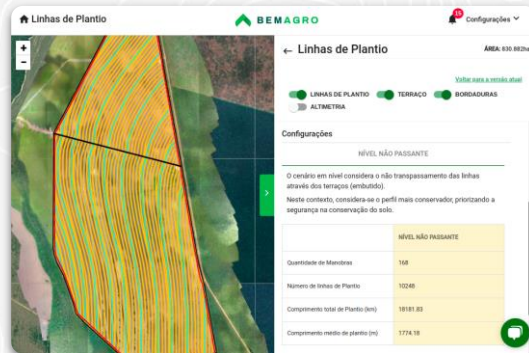 Linhas de Plantio
BEMAGRO
15
Configurações
+
-
← Linhas de Plantio
ÁREA: 830.882ha
Voltar para a versão atual
LINHAS DE PLANTIO
TERRAÇO
BORDADURAS
ALTIMETRIA
Configurações
NÍVEL NÃO PASSANTE
O cenário em nível considera o não transpassamento das linhas
através dos terraços (embutido).
Neste contexto, considera-se o perfil mais conservador, priorizando a
segurança na conservação do solo.
NÍVEL NÃO PASSANTE
Quantidade de Manobras 168
Número de linhas de Plantio 10248
Comprimento total de Plantio (km) 18181.83
Comprimento médio de plantio (m) 1774.18